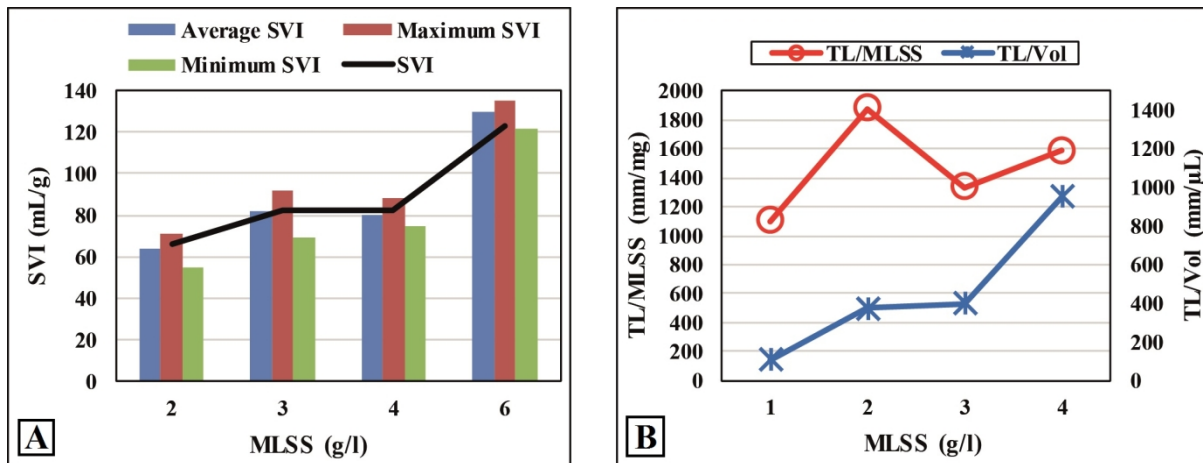 Average SVI Maximum SVI
Minimum SVI SVI
SVI (mL/g)
140
120
100
80
60
40
20
0
2 3 4 6
MLSS (g/l)
A
TL/MLSS TL/Vol
TL/MLSS (mm/mg)
2000
1800
1600
1400
1200
1000
800
600
400
200
0
1400
1200
1000
800
600
400
200
0
TL/Vol (mm/µL)
1 2 3 4
MLSS (g/l)
B